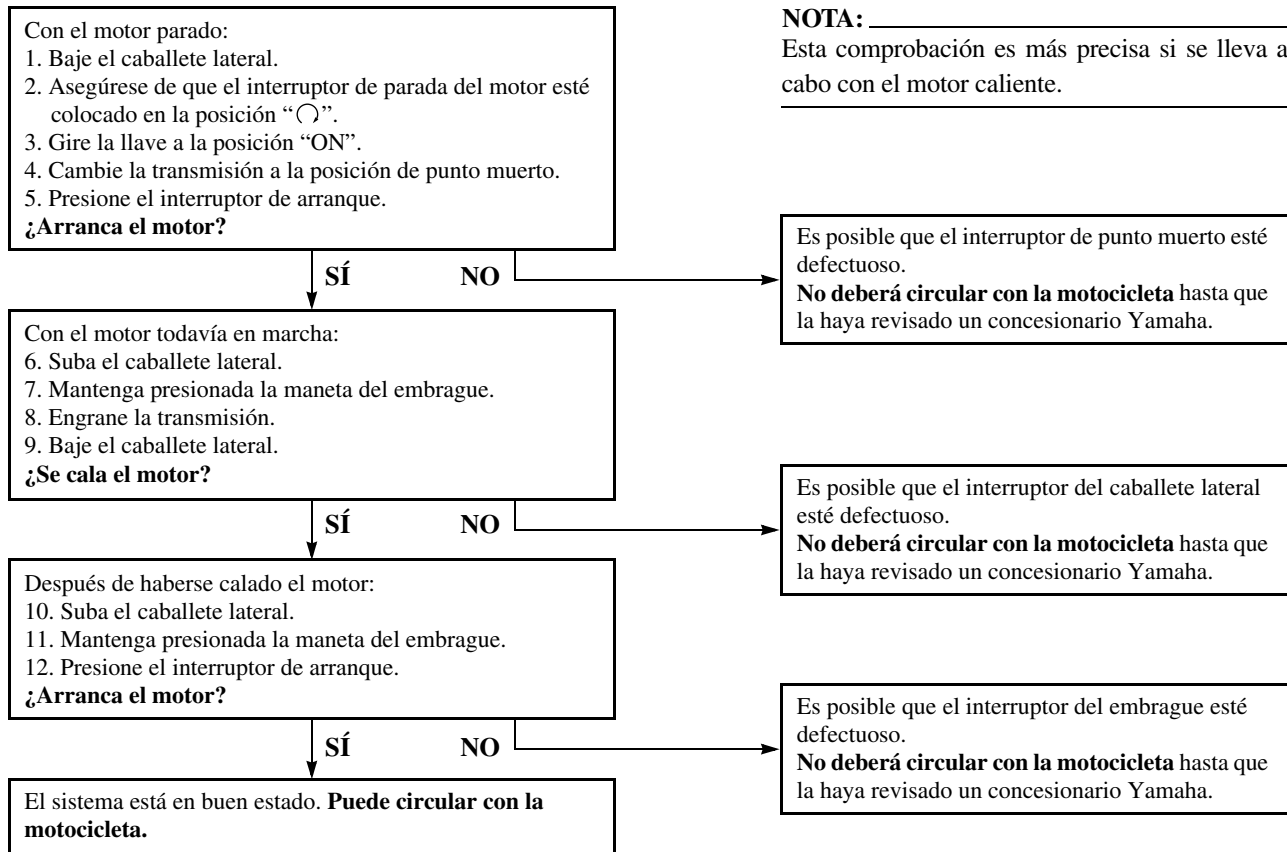 Con el motor parado:
1. Baje el caballete lateral.
2. Asegúrese de que el interruptor de parada del motor esté
colocado en la posición “ ”.
3. Gire la llave a la posición “ON”.
4. Cambie la transmisión a la posición de punto muerto.
5. Presione el interruptor de arranque.
¿Arranca el motor?
NOTA:
Esta comprobación es más precisa si se lleva a
cabo con el motor caliente.
SÍ NO
Es posible que el interruptor de punto muerto esté
defectuoso.
No deberá circular con la motocicleta hasta que
la haya revisado un concesionario Yamaha.
Con el motor todavía en marcha:
6. Suba el caballete lateral.
7. Mantenga presionada la maneta del embrague.
8. Engrane la transmisión.
9. Baje el caballete lateral.
¿Se cala el motor?
SÍ NO
Es posible que el interruptor del caballete lateral
esté defectuoso.
No deberá circular con la motocicleta hasta que
la haya revisado un concesionario Yamaha.
Después de haberse calado el motor:
10. Suba el caballete lateral.
11. Mantenga presionada la maneta del embrague.
12. Presione el interruptor de arranque.
¿Arranca el motor?
SÍ NO
Es posible que el interruptor del embrague esté
defectuoso.
No deberá circular con la motocicleta hasta que
la haya revisado un concesionario Yamaha.
El sistema está en buen estado. Puede circular con la
motocicleta.